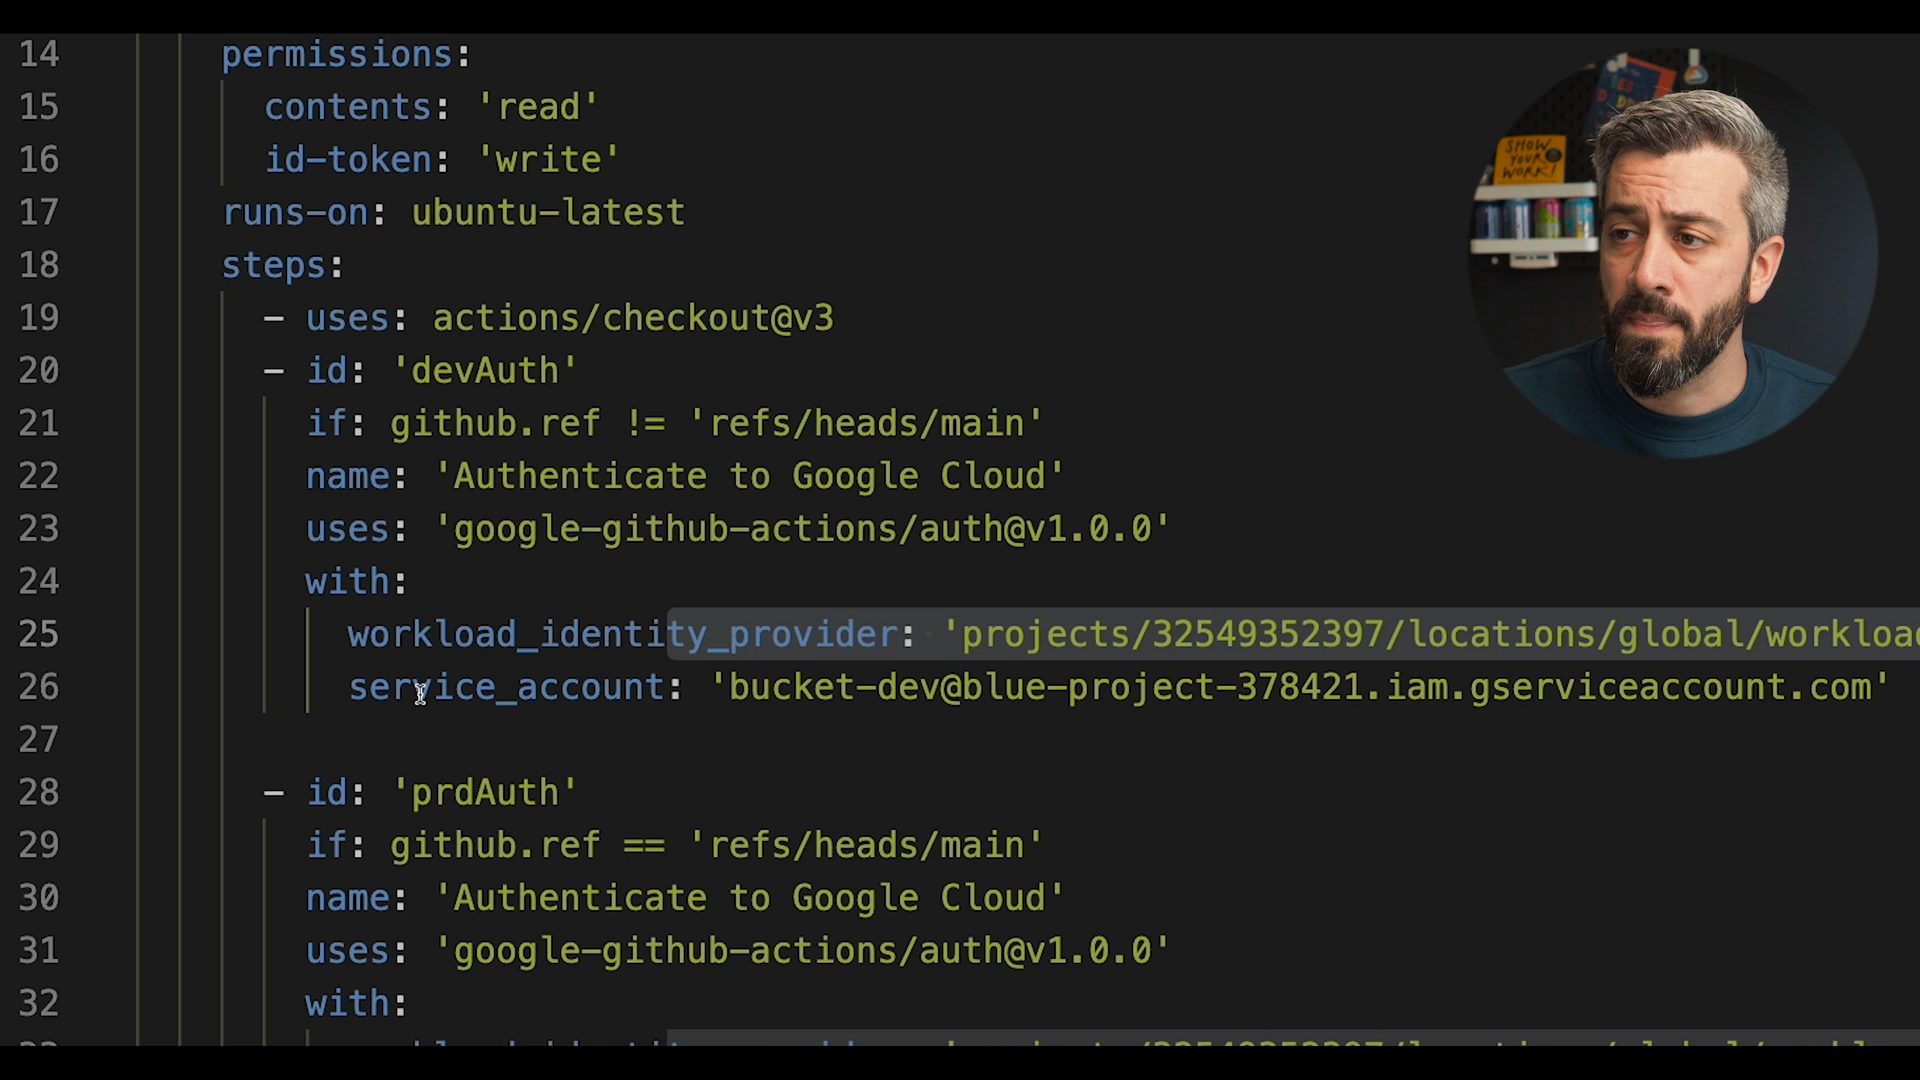 14 permissions:
15 contents: 'read'
16 id-token: 'write'
17 runs-on: ubuntu-latest
18 steps:
19 - uses: actions/checkout@v3
20 - id: 'devAuth'
21 if: github.ref != 'refs/heads/main'
22 name: 'Authenticate to Google Cloud'
23 uses: 'google-github-actions/auth@v1.0.0'
24 with:
25 workload_identity_provider: 'projects/32549352397/locations/global/workload
26 service_account: 'bucket-dev@blue-project-378421.iam.gserviceaccount.com'
27
28 - id: 'prdAuth'
29 if: github.ref == 'refs/heads/main'
30 name: 'Authenticate to Google Cloud'
31 uses: 'google-github-actions/auth@v1.0.0'
32 with:
SHOW
YOUR
WORK!